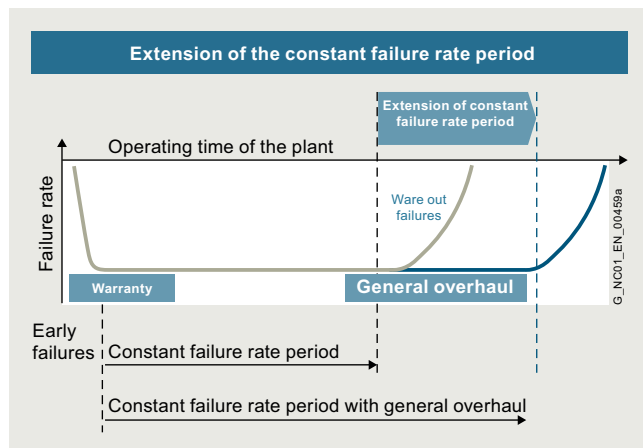 Extension of the constant failure rate period
Extension of constant
failure rate period
Operating time of the plant
Failure rate
Ware out
failures
G_NC01_EN_00459a
Warranty
General overhaul
Early
failures
Constant failure rate period
Constant failure rate period with general overhaul